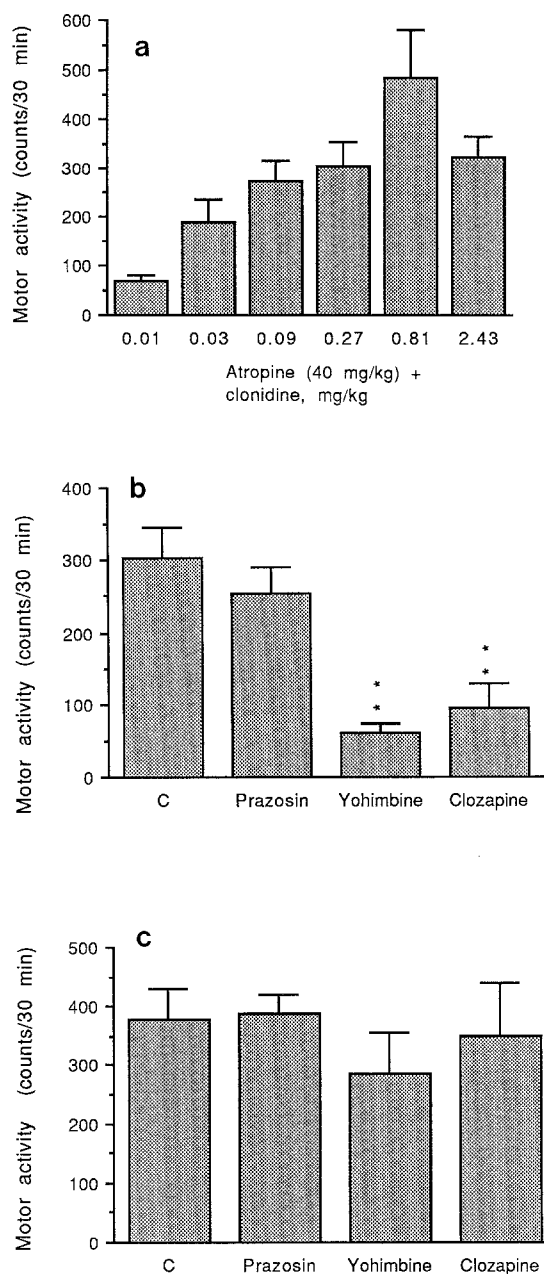 a
Motor activity (counts/30 min)
600
500
400
300
200
100
0
0.01 0.03 0.09 0.27 0.81 2.43
Atropine (40 mg/kg) +
clonidine, mg/kg
b
Motor activity (counts/30 min)
400
300
200
100
0
* *
* *
C Prazosin Yohimbine Clozapine
c
Motor activity (counts/30 min)
500
400
300
200
100
0
C Prazosin Yohimbine Clozapine